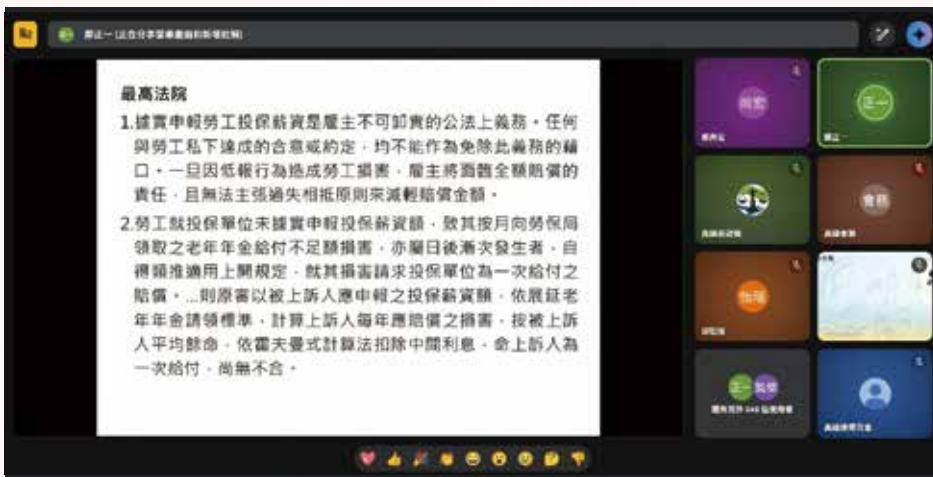 最高法院
1.據實申報勞工投保薪資是雇主不可卸責的公法上義務。任何
與勞工私下達成的合意或約定，均不能作為免除此義務的藉
口。一旦因低報行為造成勞工損害，雇主將面臨全額賠償的
責任，且無法主張過失相抵原則來減輕賠償金額。
2.勞工就投保單位未據實申報投保薪資額，致其按月向勞保局
領取之老年年金給付不足額損害，亦屬日後漸次發生者，自
得類推適用上開規定，就其損害請求投保單位為一次給付之
賠償。...則原審以被上訴人應申報之投保薪資額，依展延老
年年金請領標準，計算上訴人每年應賠償之損害，按被上訴
人平均餘命，依霍夫曼式計算法扣除中間利息，命上訴人為
一次給付，尚無不合。
正一
會務
正一